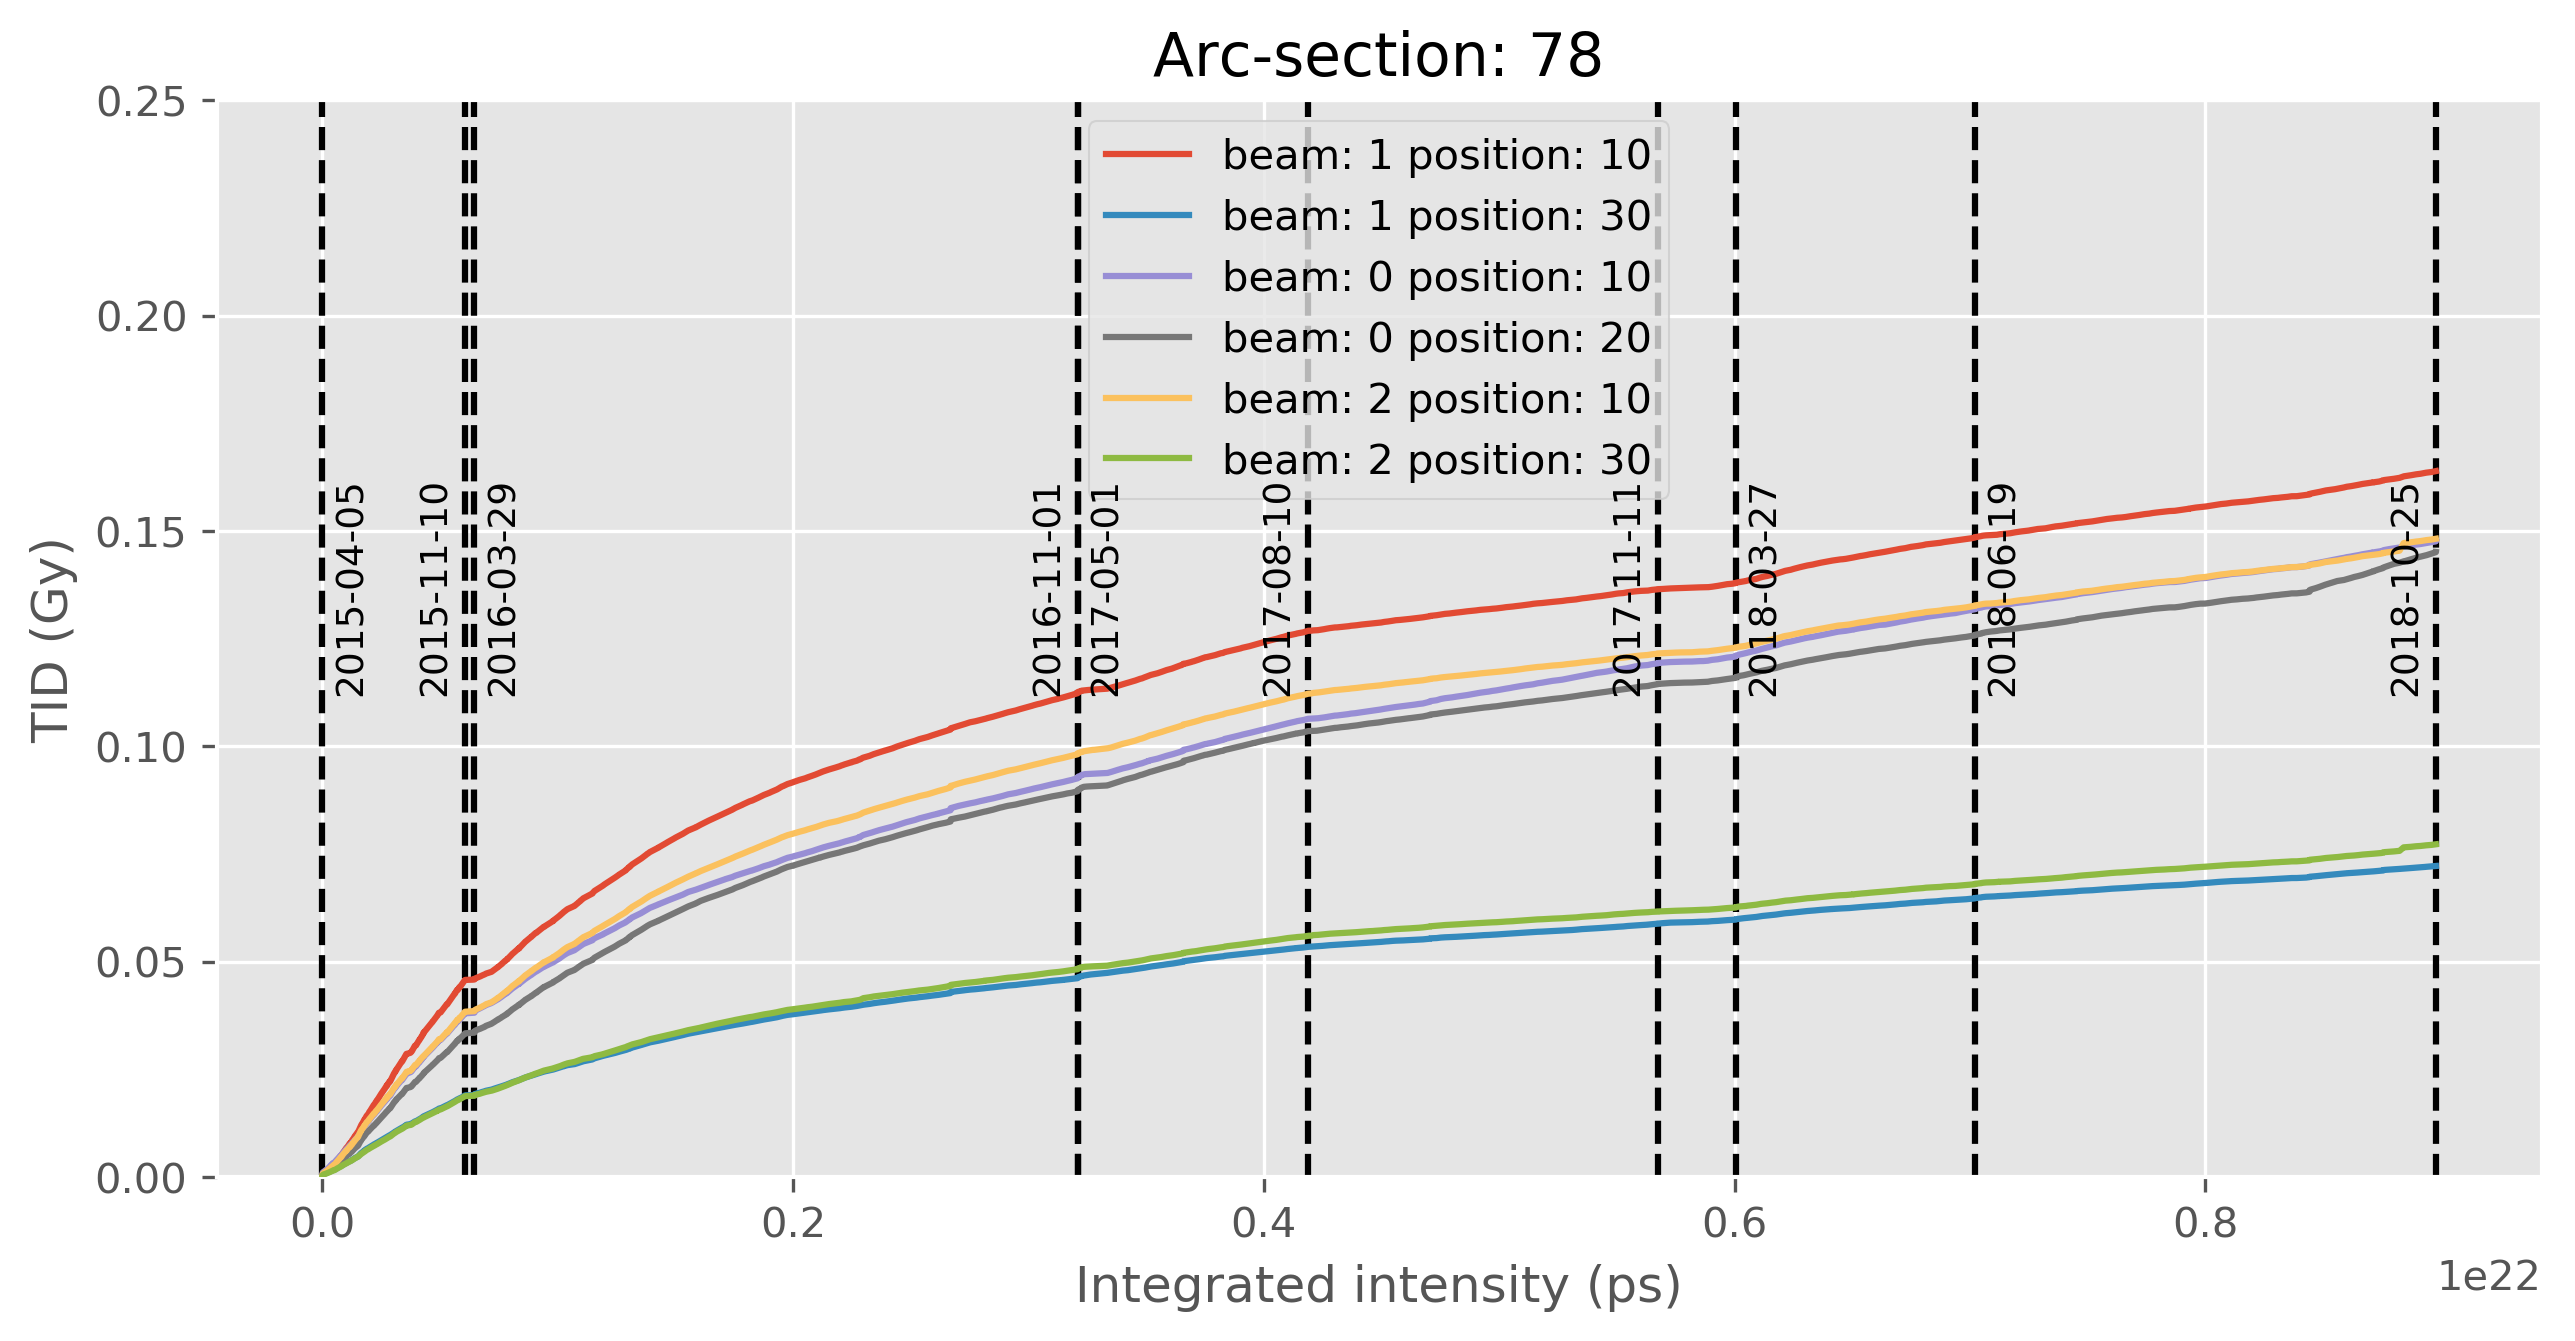 Arc-section: 78
0.25
0.20
0.15
0.10
0.05
0.00
TID (Gy)
beam: 1 position: 10
beam: 1 position: 30
beam: 0 position: 10
beam: 0 position: 20
beam: 2 position: 10
beam: 2 position: 30
2015-04-05
2015-11-10
2016-03-29
2016-11-01
2017-05-01
2017-08-10
2017-11-11
2018-03-27
2018-06-19
2018-10-25
0.0
0.2
0.4
0.6
0.8
1e22
Integrated intensity (ps)